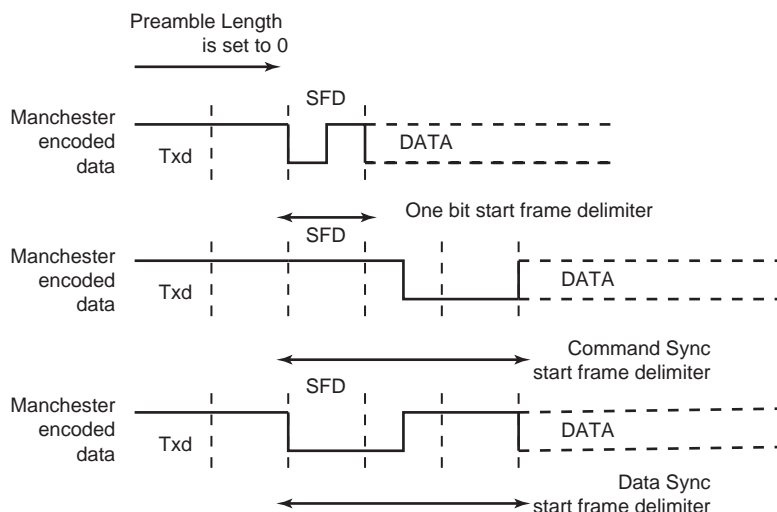 Preamble Length
is set to 0
SFD
Manchester
encoded
data
Txd
DATA
One bit start frame delimiter
SFD
Manchester
encoded
data
Txd
DATA
Command Sync
start frame delimiter
SFD
Manchester
encoded
data
Txd
DATA
Data Sync
start frame delimiter